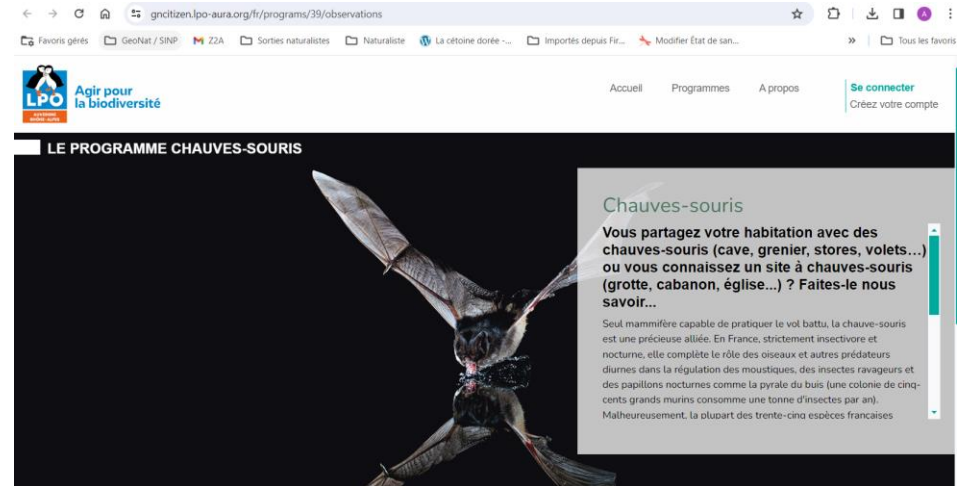 gncitizen.lpo-aura.org/fr/programs/39/observations
Favoris gérés GeoNat / SINP Z2A Sorties naturalistes Naturaliste La cétoine dorée -... Importés depuis Fir... Modifier État de san... » Tous les favoris
LPO
AUVERGNE
RHÔNE-ALPES
Agir pour
la biodiversité
Accueil Programmes A propos
Se connecter
Créez votre compte
LE PROGRAMME CHAUVES-SOURIS
Chauves-souris
Vous partagez votre habitation avec des
chauves-souris (cave, grenier, stores, volets…)
ou vous connaissez un site à chauves-souris
(grotte, cabanon, église...) ? Faites-le nous
savoir...
Seul mammifère capable de pratiquer le vol battu, la chauve-souris
est une précieuse alliée. En France, strictement insectivore et
nocturne, elle complète le rôle des oiseaux et autres prédateurs
diurnes dans la régulation des moustiques, des insectes ravageurs et
des papillons nocturnes comme la pyrale du buis (une colonie de cinq-
cents grands murins consomme une tonne d'insectes par an).
Malheureusement, la plupart des trente-cinq espèces françaises